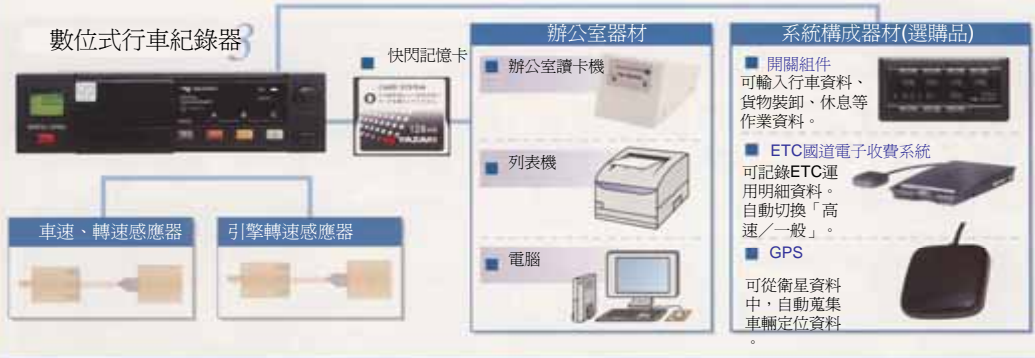 數位式行車紀錄器
3
快閃記憶卡
128MB
YAZAKI
車速、轉速感應器
引擎轉速感應器
辦公室器材
辦公室讀卡機
列表機
電腦
系統構成器材(選購品)
開關組件
可輸入行車資料、
貨物裝卸、休息等
作業資料。
ETC國道電子收費系統
可記錄ETC運
用明細資料。
自動切換「高
速／一般」。
GPS
可從衛星資料
中，自動蒐集
車輛定位資料
。